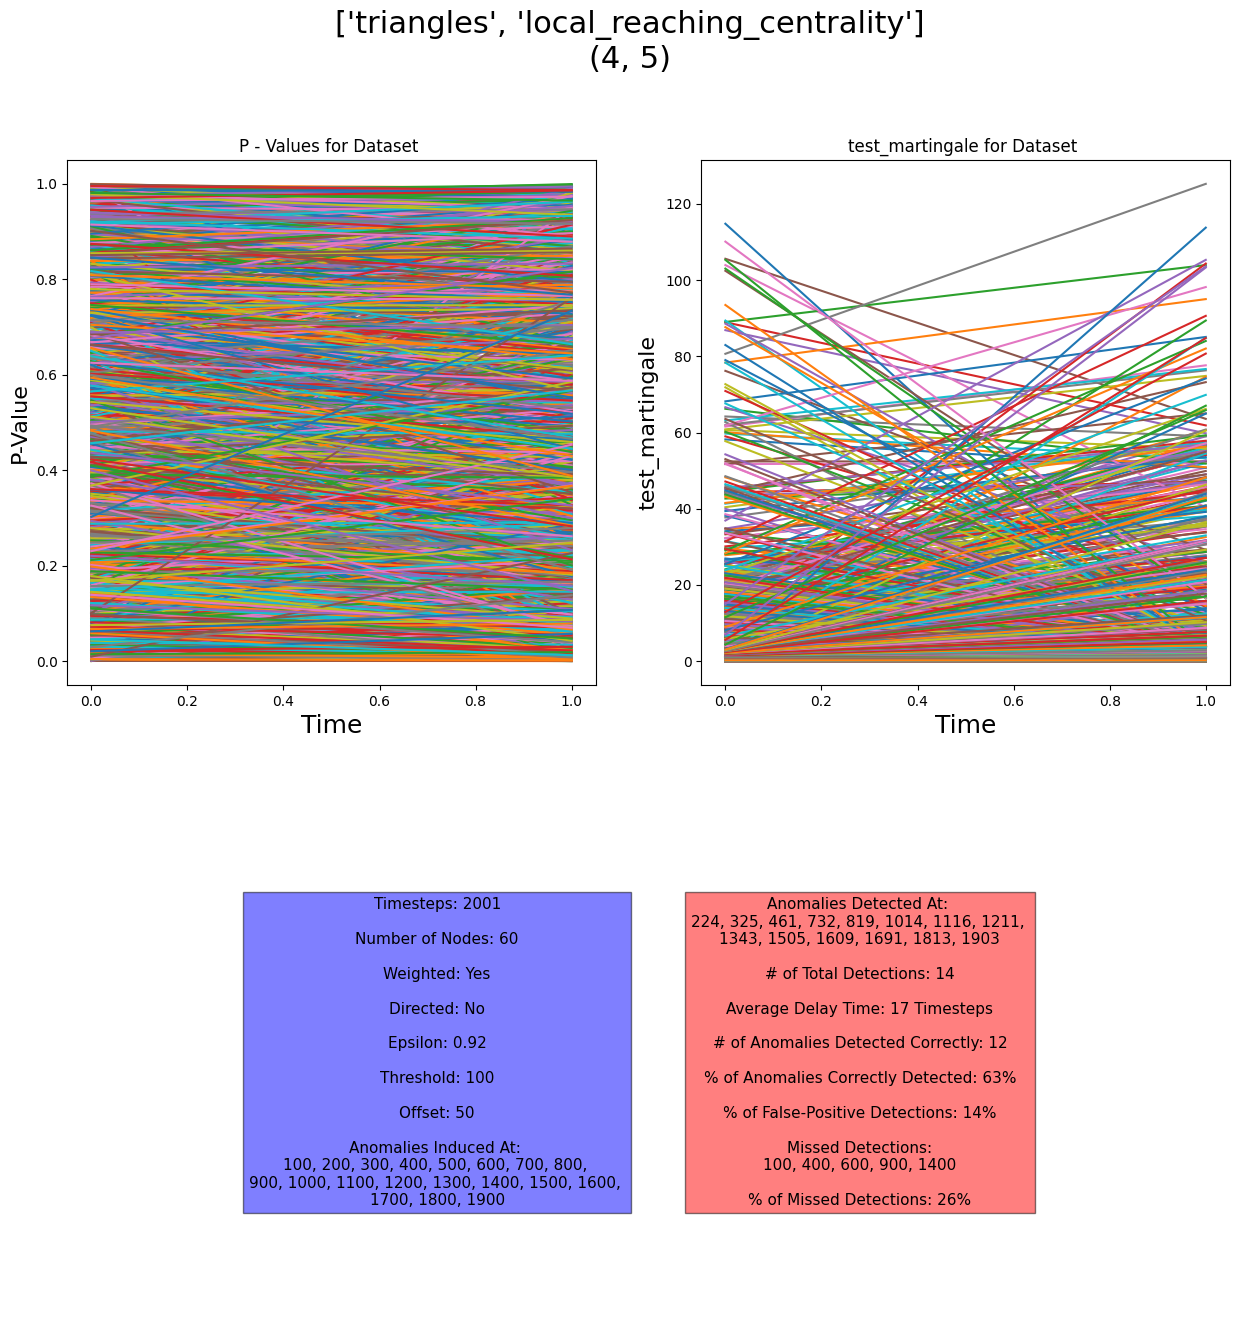 ['triangles', 'local_reaching_centrality']
(4, 5)
P - Values for Dataset
P-Value
1.0
0.8
0.6
0.4
0.2
0.0
0.0 0.2 0.4 0.6 0.8 1.0
Time
test_martingale for Dataset
test_martingale
120
100
80
60
40
20
0
0.0 0.2 0.4 0.6 0.8 1.0
Time
Timesteps: 2001
Number of Nodes: 60
Weighted: Yes
Directed: No
Epsilon: 0.92
Threshold: 100
Offset: 50
Anomalies Induced At:
100, 200, 300, 400, 500, 600, 700, 800,
900, 1000, 1100, 1200, 1300, 1400, 1500, 1600,
1700, 1800, 1900
Anomalies Detected At:
224, 325, 461, 732, 819, 1014, 1116, 1211,
1343, 1505, 1609, 1691, 1813, 1903
# of Total Detections: 14
Average Delay Time: 17 Timesteps
# of Anomalies Detected Correctly: 12
% of Anomalies Correctly Detected: 63%
% of False-Positive Detections: 14%
Missed Detections:
100, 400, 600, 900, 1400
% of Missed Detections: 26%